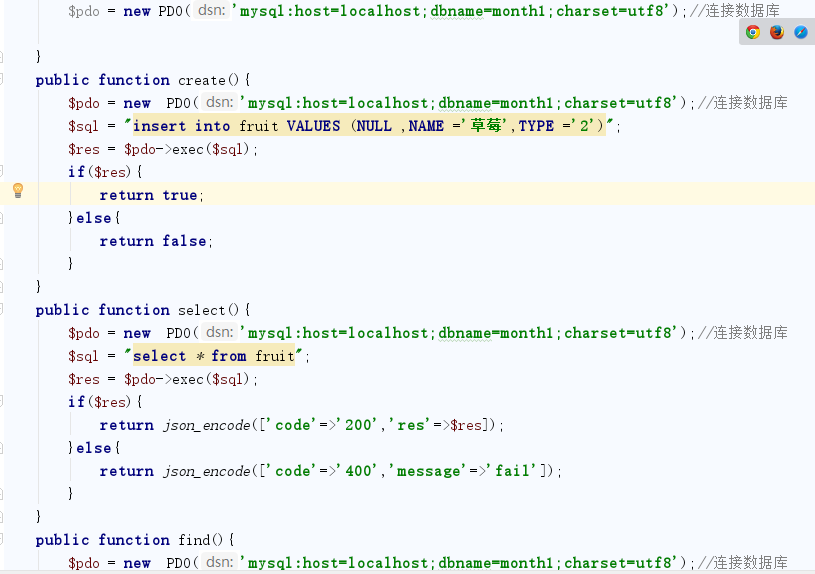 $pdo = new PDO( dsn: 'mysql:host=localhost;dbname=month1;charset=utf8');//连接数据库
}
public function create(){
$pdo = new  PDO( dsn: 'mysql:host=localhost;dbname=month1;charset=utf8');//连接数据库
$sql = "insert into fruit VALUES (NULL ,NAME ='草莓',TYPE ='2')";
$res = $pdo->exec($sql);
if($res){
return true;
}else{
return false;
}
}
public function select(){
$pdo = new  PDO( dsn: 'mysql:host=localhost;dbname=month1;charset=utf8');//连接数据库
$sql = "select * from fruit";
$res = $pdo->exec($sql);
if($res){
return json_encode(['code'=>'200','res'=>$res]);
}else{
return json_encode(['code'=>'400','message'=>'fail']);
}
}
public function find(){
$pdo = new  PDO( dsn: 'mysql:host=localhost;dbname=month1;charset=utf8');//连接数据库